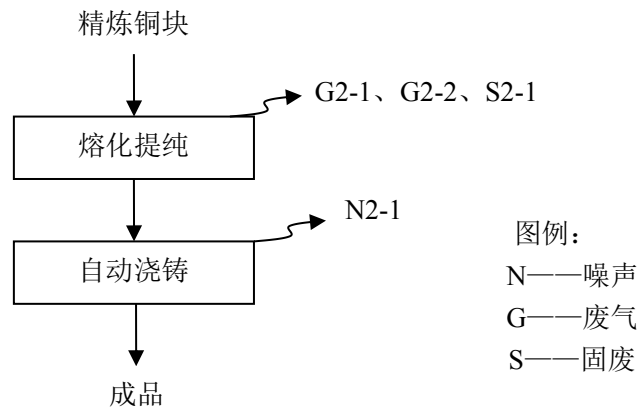 精炼铜块
G2-1、G2-2、S2-1
熔化提纯
N2-1
自动浇铸
图例：
N——噪声
G——废气
S——固废
成品